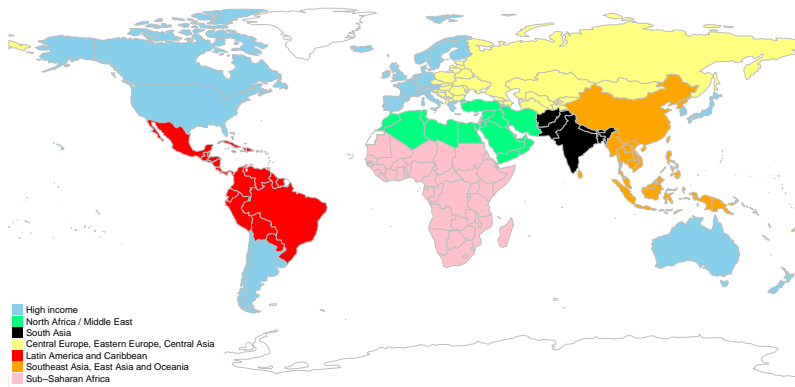 High income
North Africa / Middle East
South Asia
Central Europe, Eastern Europe, Central Asia
Latin America and Caribbean
Southeast Asia, East Asia and Oceania
Sub−Saharan Africa